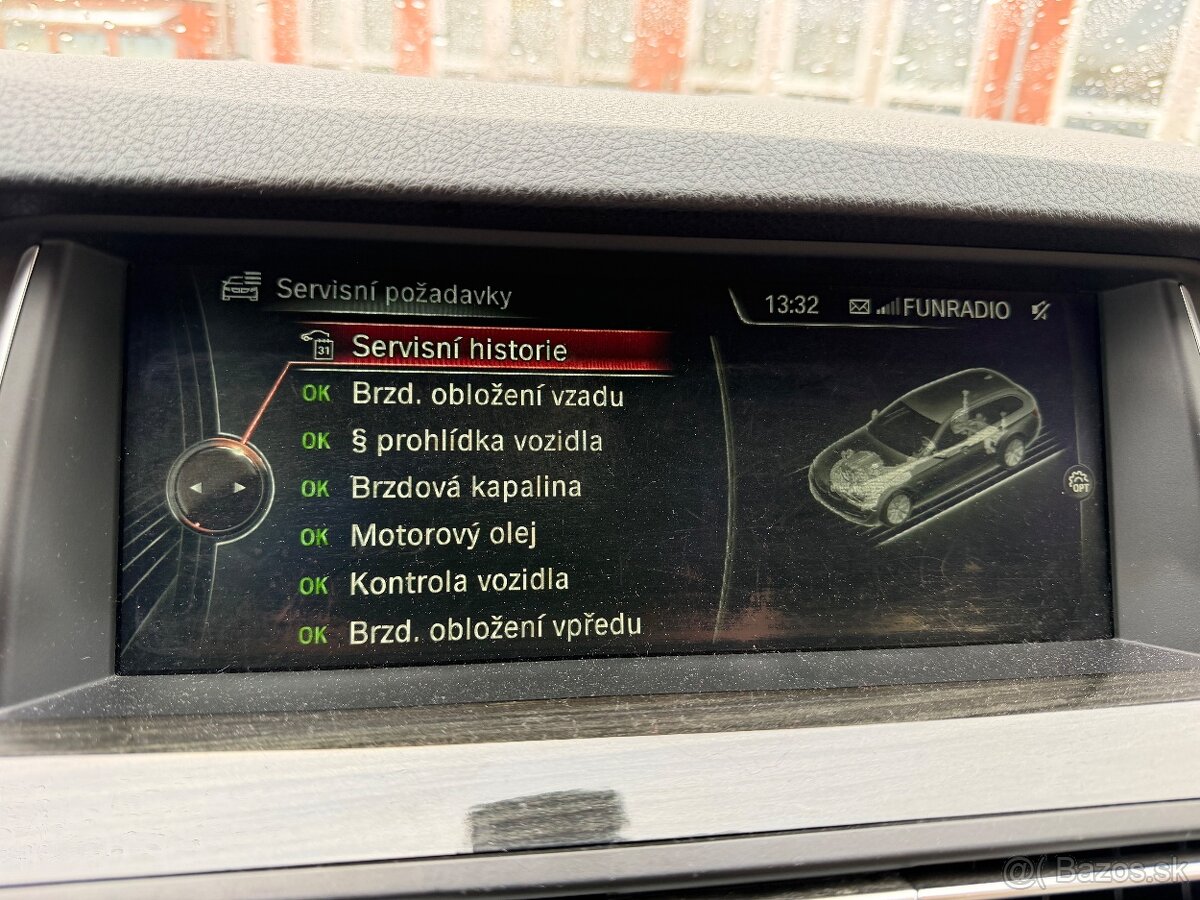 Servisní požadavky
13:32 FUNRADIO
31 Servisní historie
OK Brzd. obložení vzadu
OK § prohlídka vozidla
OK Brzdová kapalina
OK Motorový olej
OK Kontrola vozidla
OK Brzd. obložení vpředu
OPT
@( Bazos.sk